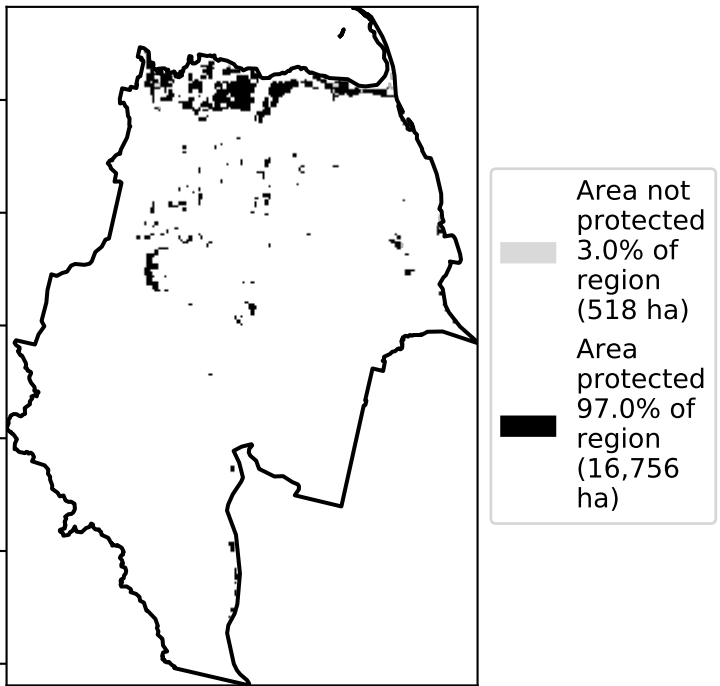 Area not
protected
3.0% of
region
(518 ha)
Area
protected
97.0% of
region
(16,756
ha)